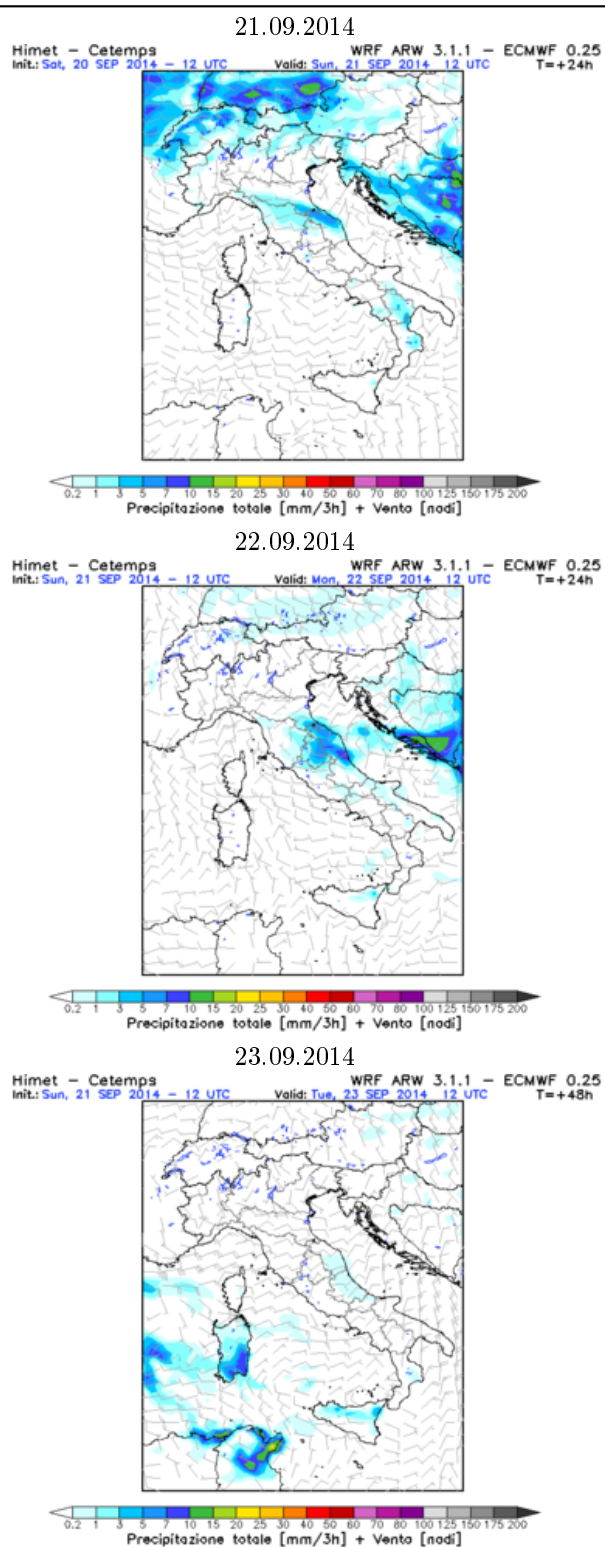 21.09.2014
Himet – Cetemps WRF ARW 3.1.1 – ECMWF 0.25
Init.: Sat, 20 SEP 2014 – 12 UTC Valid: Sun, 21 SEP 2014 12 UTC T=+24h
0.2 1 3 5 7 10 15 20 25 30 40 50 60 70 80 100 125 150 175 200
Precipitazione totale [mm/3h] + Vento [nodi]
22.09.2014
Himet – Cetemps WRF ARW 3.1.1 – ECMWF 0.25
Init.: Sun, 21 SEP 2014 – 12 UTC Valid: Mon, 22 SEP 2014 12 UTC T=+24h
0.2 1 3 5 7 10 15 20 25 30 40 50 60 70 80 100 125 150 175 200
Precipitazione totale [mm/3h] + Vento [nodi]
23.09.2014
Himet – Cetemps WRF ARW 3.1.1 – ECMWF 0.25
Init.: Sun, 21 SEP 2014 – 12 UTC Valid: Tue, 23 SEP 2014 12 UTC T=+48h
0.2 1 3 5 7 10 15 20 25 30 40 50 60 70 80 100 125 150 175 200
Precipitazione totale [mm/3h] + Vento [nodi]